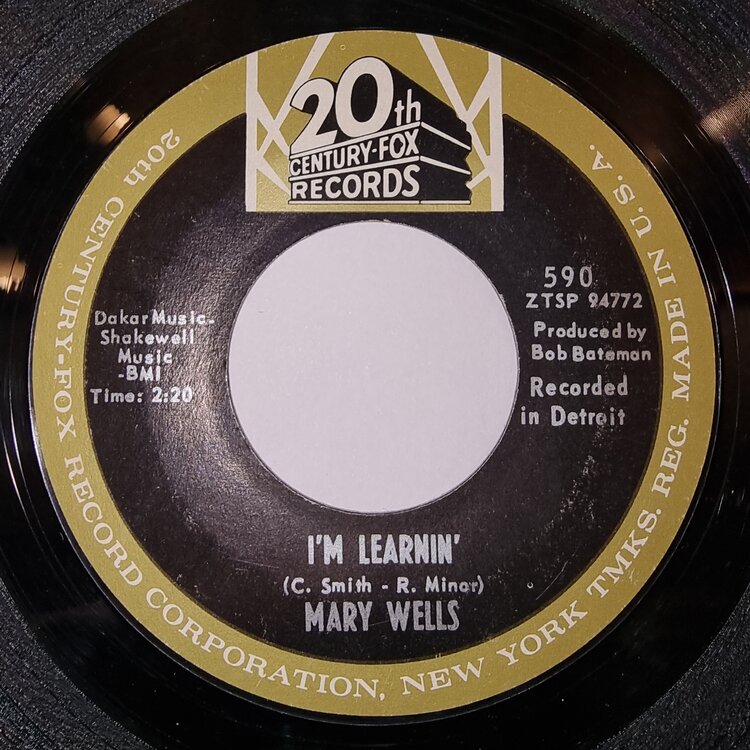 20th
CENTURY-FOX
RECORDS
590
ZTSP 94772
Dakar Music-
Shakewell
Music
-BMI
Time: 2:20
Produced by
Bob Bateman
Recorded
in Detroit
I'M LEARNIN'
(C. Smith - R. Minor)
MARY WELLS
20th CENTURY-FOX RECORD CORPORATION, NEW YORK TMKS. REG. MADE IN U.S.A.